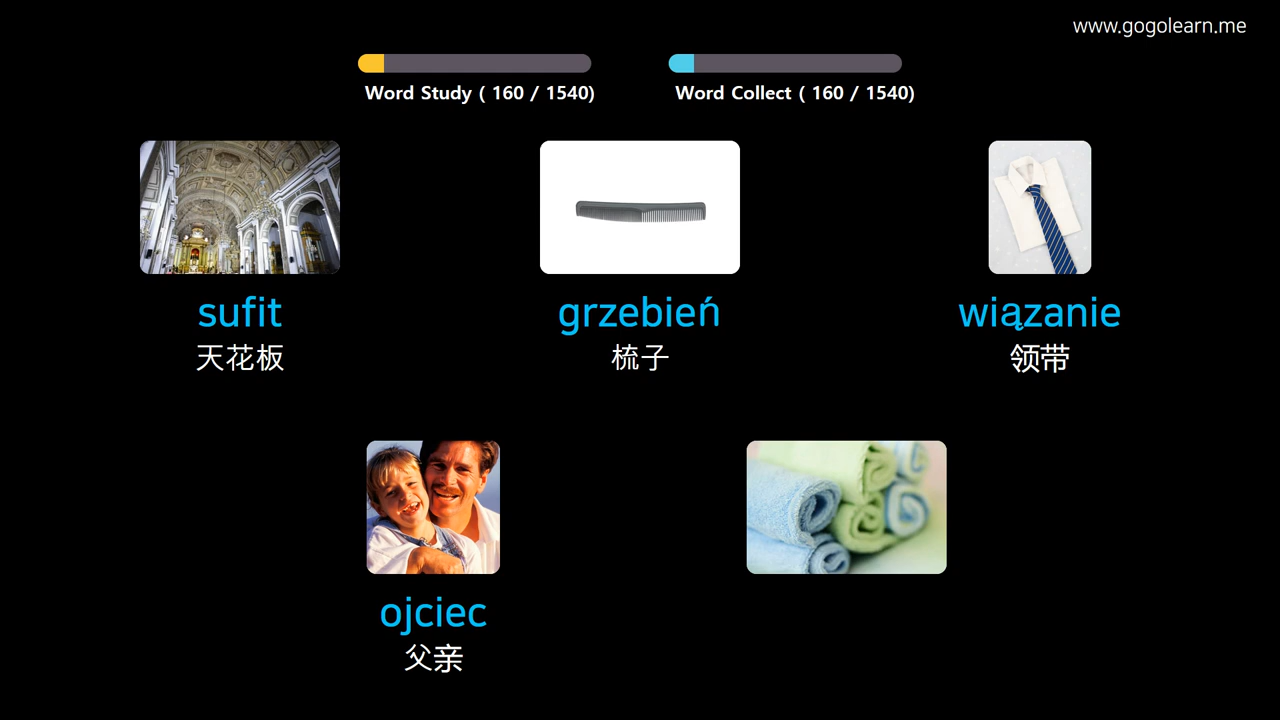 www.gogolearn.me
Word Study ( 160 / 1540)
Word Collect ( 160 / 1540)
sufit
天花板
grzebień
梳子
wiązanie
领带
ojciec
父亲